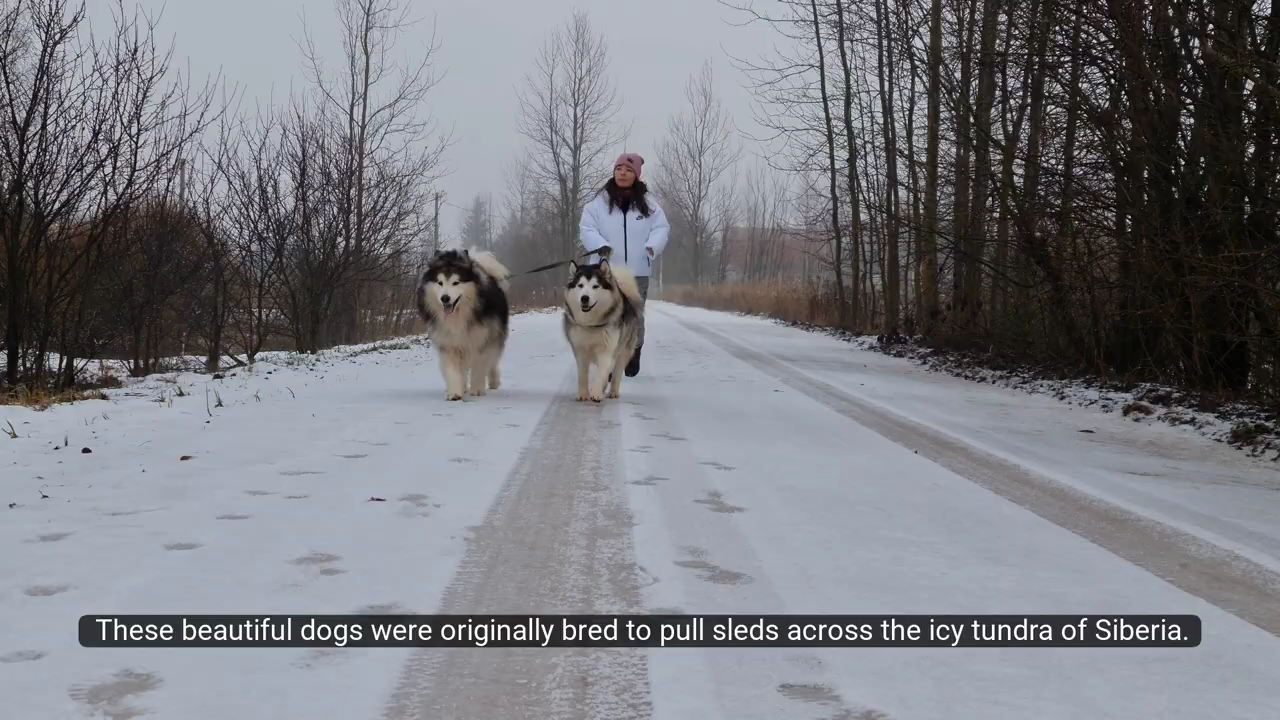 These beautiful dogs were originally bred to pull sleds across the icy tundra of Siberia.